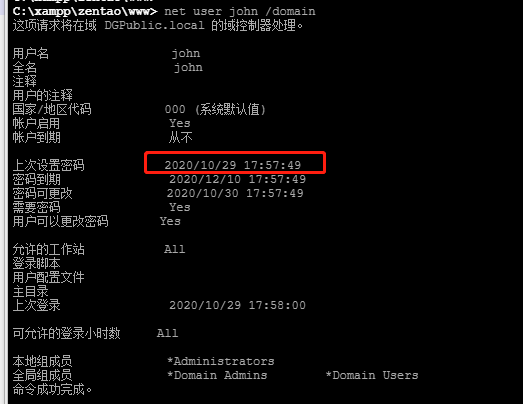 C:\xampp\zentao\www>
C:\xampp\zentao\www> net user john /domain
这项请求将在域 DGPublic.local 的域控制器处理。
用户名 john
全名 john
注释
用户的注释
国家/地区代码 000 (系统默认值)
帐户启用 Yes
帐户到期 从不
上次设置密码 2020/10/29 17:57:49
密码到期 2020/12/10 17:57:49
密码可更改 2020/10/30 17:57:49
需要密码 Yes
用户可以更改密码 Yes
允许的工作站 All
登录脚本
用户配置文件
主目录
上次登录 2020/10/29 17:58:00
可允许的登录小时数 All
本地组成员 *Administrators
全局组成员 *Domain Admins *Domain Users
命令成功完成。